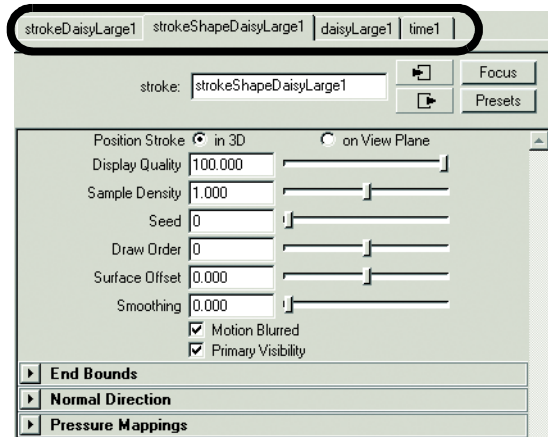 strokeDaisyLarge1 strokeShapeDaisyLarge1 daisyLarge1 time1
stroke: strokeShapeDaisyLarge1 Focus
Presets
Position Stroke in 3D on View Plane
Display Quality 100.000
Sample Density 1.000
Seed 0
Draw Order 0
Surface Offset 0.000
Smoothing 0.000
Motion Blurred
Primary Visibility
End Bounds
Normal Direction
Pressure Mappings